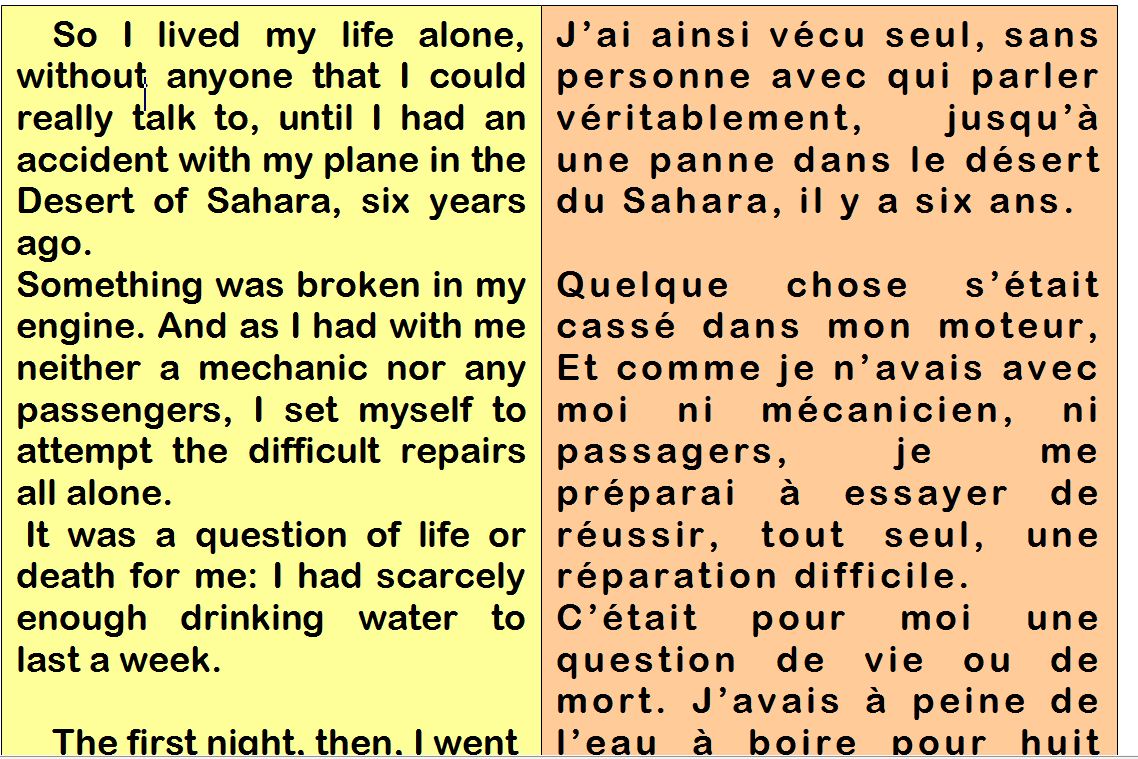 So I lived my life alone,
without anyone that I could
really talk to, until I had an
accident with my plane in the
Desert of Sahara, six years
ago.
Something was broken in my
engine. And as I had with me
neither a mechanic nor any
passengers, I set myself to
attempt the difficult repairs
all alone.
It was a question of life or
death for me: I had scarcely
enough drinking water to
last a week.
The first night, then, I went
J’ai ainsi vécu seul, sans
personne avec qui parler
véritablement, jusqu’à
une panne dans le désert
du Sahara, il y a six ans.
Quelque chose s’était
cassé dans mon moteur,
Et comme je n’avais avec
moi ni mécanicien, ni
passagers, je me
préparai à essayer de
réussir, tout seul, une
réparation difficile.
C’était pour moi une
question de vie ou de
mort. J’avais à peine de
l’eau à boire pour huit